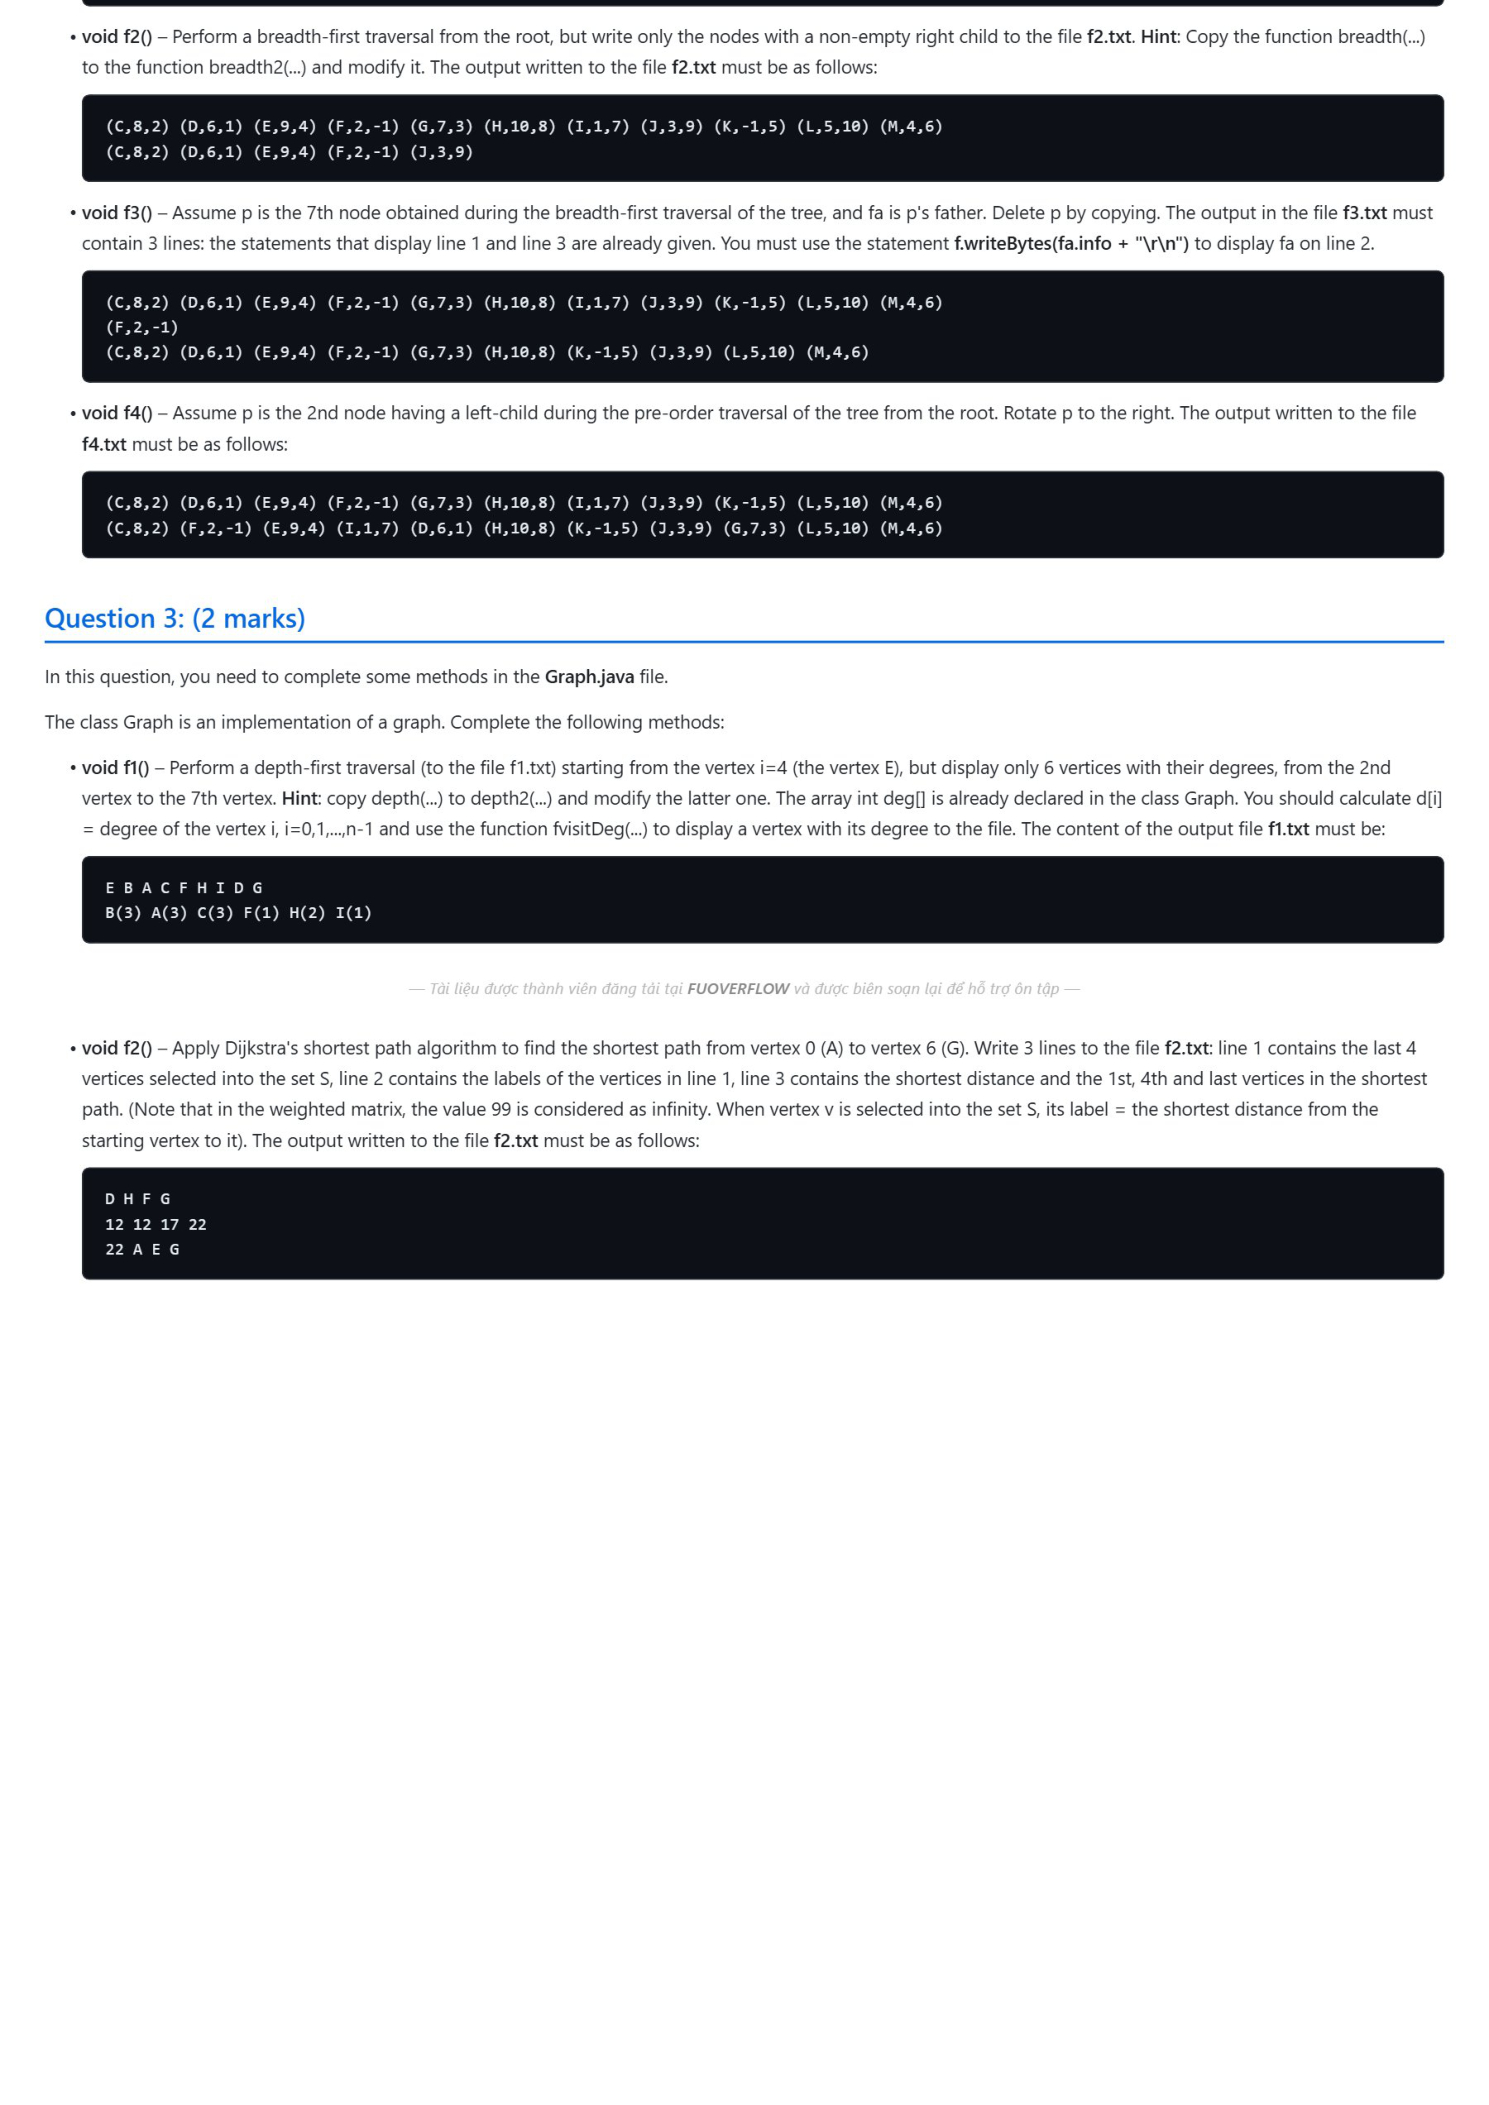 • void f2() – Perform a breadth-first traversal from the root, but write only the nodes with a non-empty right child to the file f2.txt. Hint: Copy the function breadth(...)
to the function breadth2(...) and modify it. The output written to the file f2.txt must be as follows:
(C,8,2) (D,6,1) (E,9,4) (F,2,-1) (G,7,3) (H,10,8) (I,1,7) (J,3,9) (K,-1,5) (L,5,10) (M,4,6)
(C,8,2) (D,6,1) (E,9,4) (F,2,-1) (J,3,9)
• void f3() – Assume p is the 7th node obtained during the breadth-first traversal of the tree, and fa is p's father. Delete p by copying. The output in the file f3.txt must
contain 3 lines: the statements that display line 1 and line 3 are already given. You must use the statement f.writeBytes(fa.info + "\r\n") to display fa on line 2.
(C,8,2) (D,6,1) (E,9,4) (F,2,-1) (G,7,3) (H,10,8) (I,1,7) (J,3,9) (K,-1,5) (L,5,10) (M,4,6)
(F,2,-1)
(C,8,2) (D,6,1) (E,9,4) (F,2,-1) (G,7,3) (H,10,8) (K,-1,5) (J,3,9) (L,5,10) (M,4,6)
• void f4() – Assume p is the 2nd node having a left-child during the pre-order traversal of the tree from the root. Rotate p to the right. The output written to the file
f4.txt must be as follows:
(C,8,2) (D,6,1) (E,9,4) (F,2,-1) (G,7,3) (H,10,8) (I,1,7) (J,3,9) (K,-1,5) (L,5,10) (M,4,6)
(C,8,2) (F,2,-1) (E,9,4) (I,1,7) (D,6,1) (H,10,8) (K,-1,5) (J,3,9) (G,7,3) (L,5,10) (M,4,6)
Question 3: (2 marks)
In this question, you need to complete some methods in the Graph.java file.
The class Graph is an implementation of a graph. Complete the following methods:
• void f1() – Perform a depth-first traversal (to the file f1.txt) starting from the vertex i=4 (the vertex E), but display only 6 vertices with their degrees, from the 2nd
vertex to the 7th vertex. Hint: copy depth(...) to depth2(...) and modify the latter one. The array int deg[] is already declared in the class Graph. You should calculate d[i]
= degree of the vertex i, i=0,1,...,n-1 and use the function fvisitDeg(...) to display a vertex with its degree to the file. The content of the output file f1.txt must be:
E B A C F H I D G
B(3) A(3) C(3) F(1) H(2) I(1)
— Tài liệu được thành viên đăng tải tại FUOVERFLOW và được biên soạn lại để hỗ trợ ôn tập —
• void f2() – Apply Dijkstra's shortest path algorithm to find the shortest path from vertex 0 (A) to vertex 6 (G). Write 3 lines to the file f2.txt: line 1 contains the last 4
vertices selected into the set S, line 2 contains the labels of the vertices in line 1, line 3 contains the shortest distance and the 1st, 4th and last vertices in the shortest
path. (Note that in the weighted matrix, the value 99 is considered as infinity. When vertex v is selected into the set S, its label = the shortest distance from the
starting vertex to it). The output written to the file f2.txt must be as follows:
D H F G
12 12 17 22
22 A E G